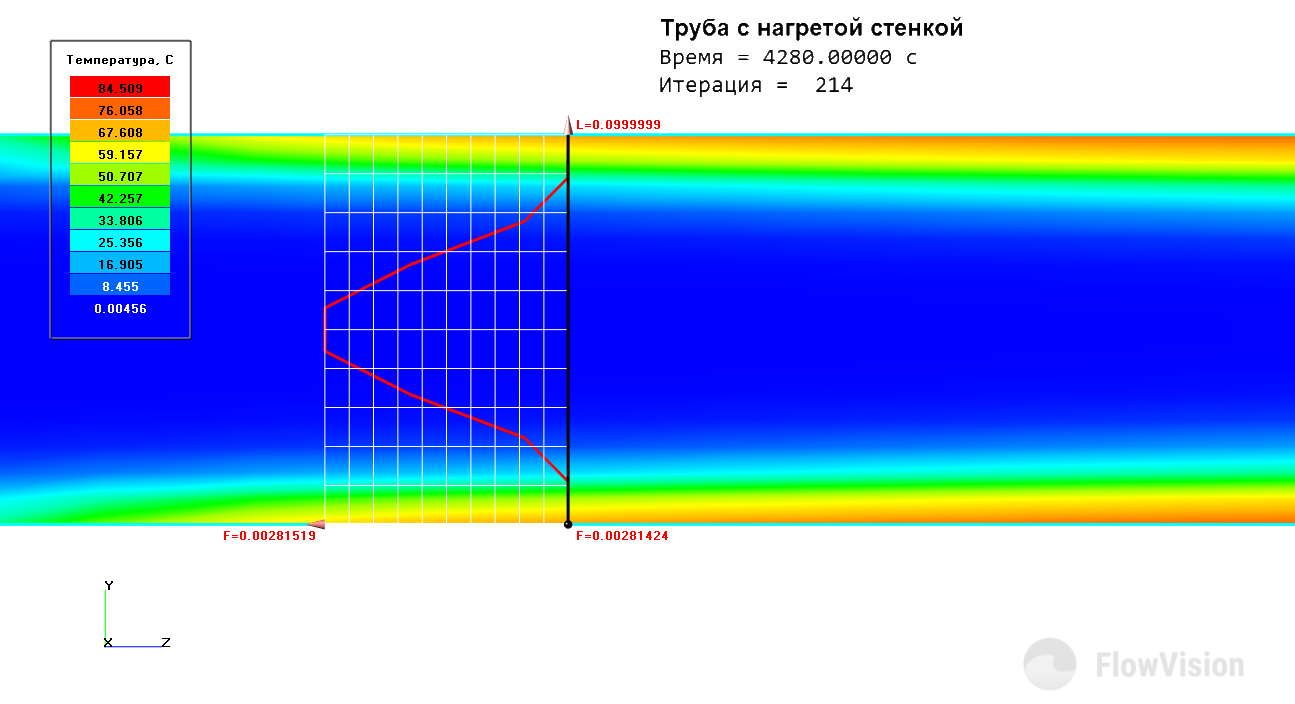 Труба с нагретой стенкой
Время = 4280.00000 с
Итерация = 214
Температура, C
84.509
76.058
67.608
59.157
50.707
42.257
33.806
25.356
16.905
8.455
0.00456
L=0.0999999
F=0.00281519
F=0.00281424
Y
X
Z
FlowVision